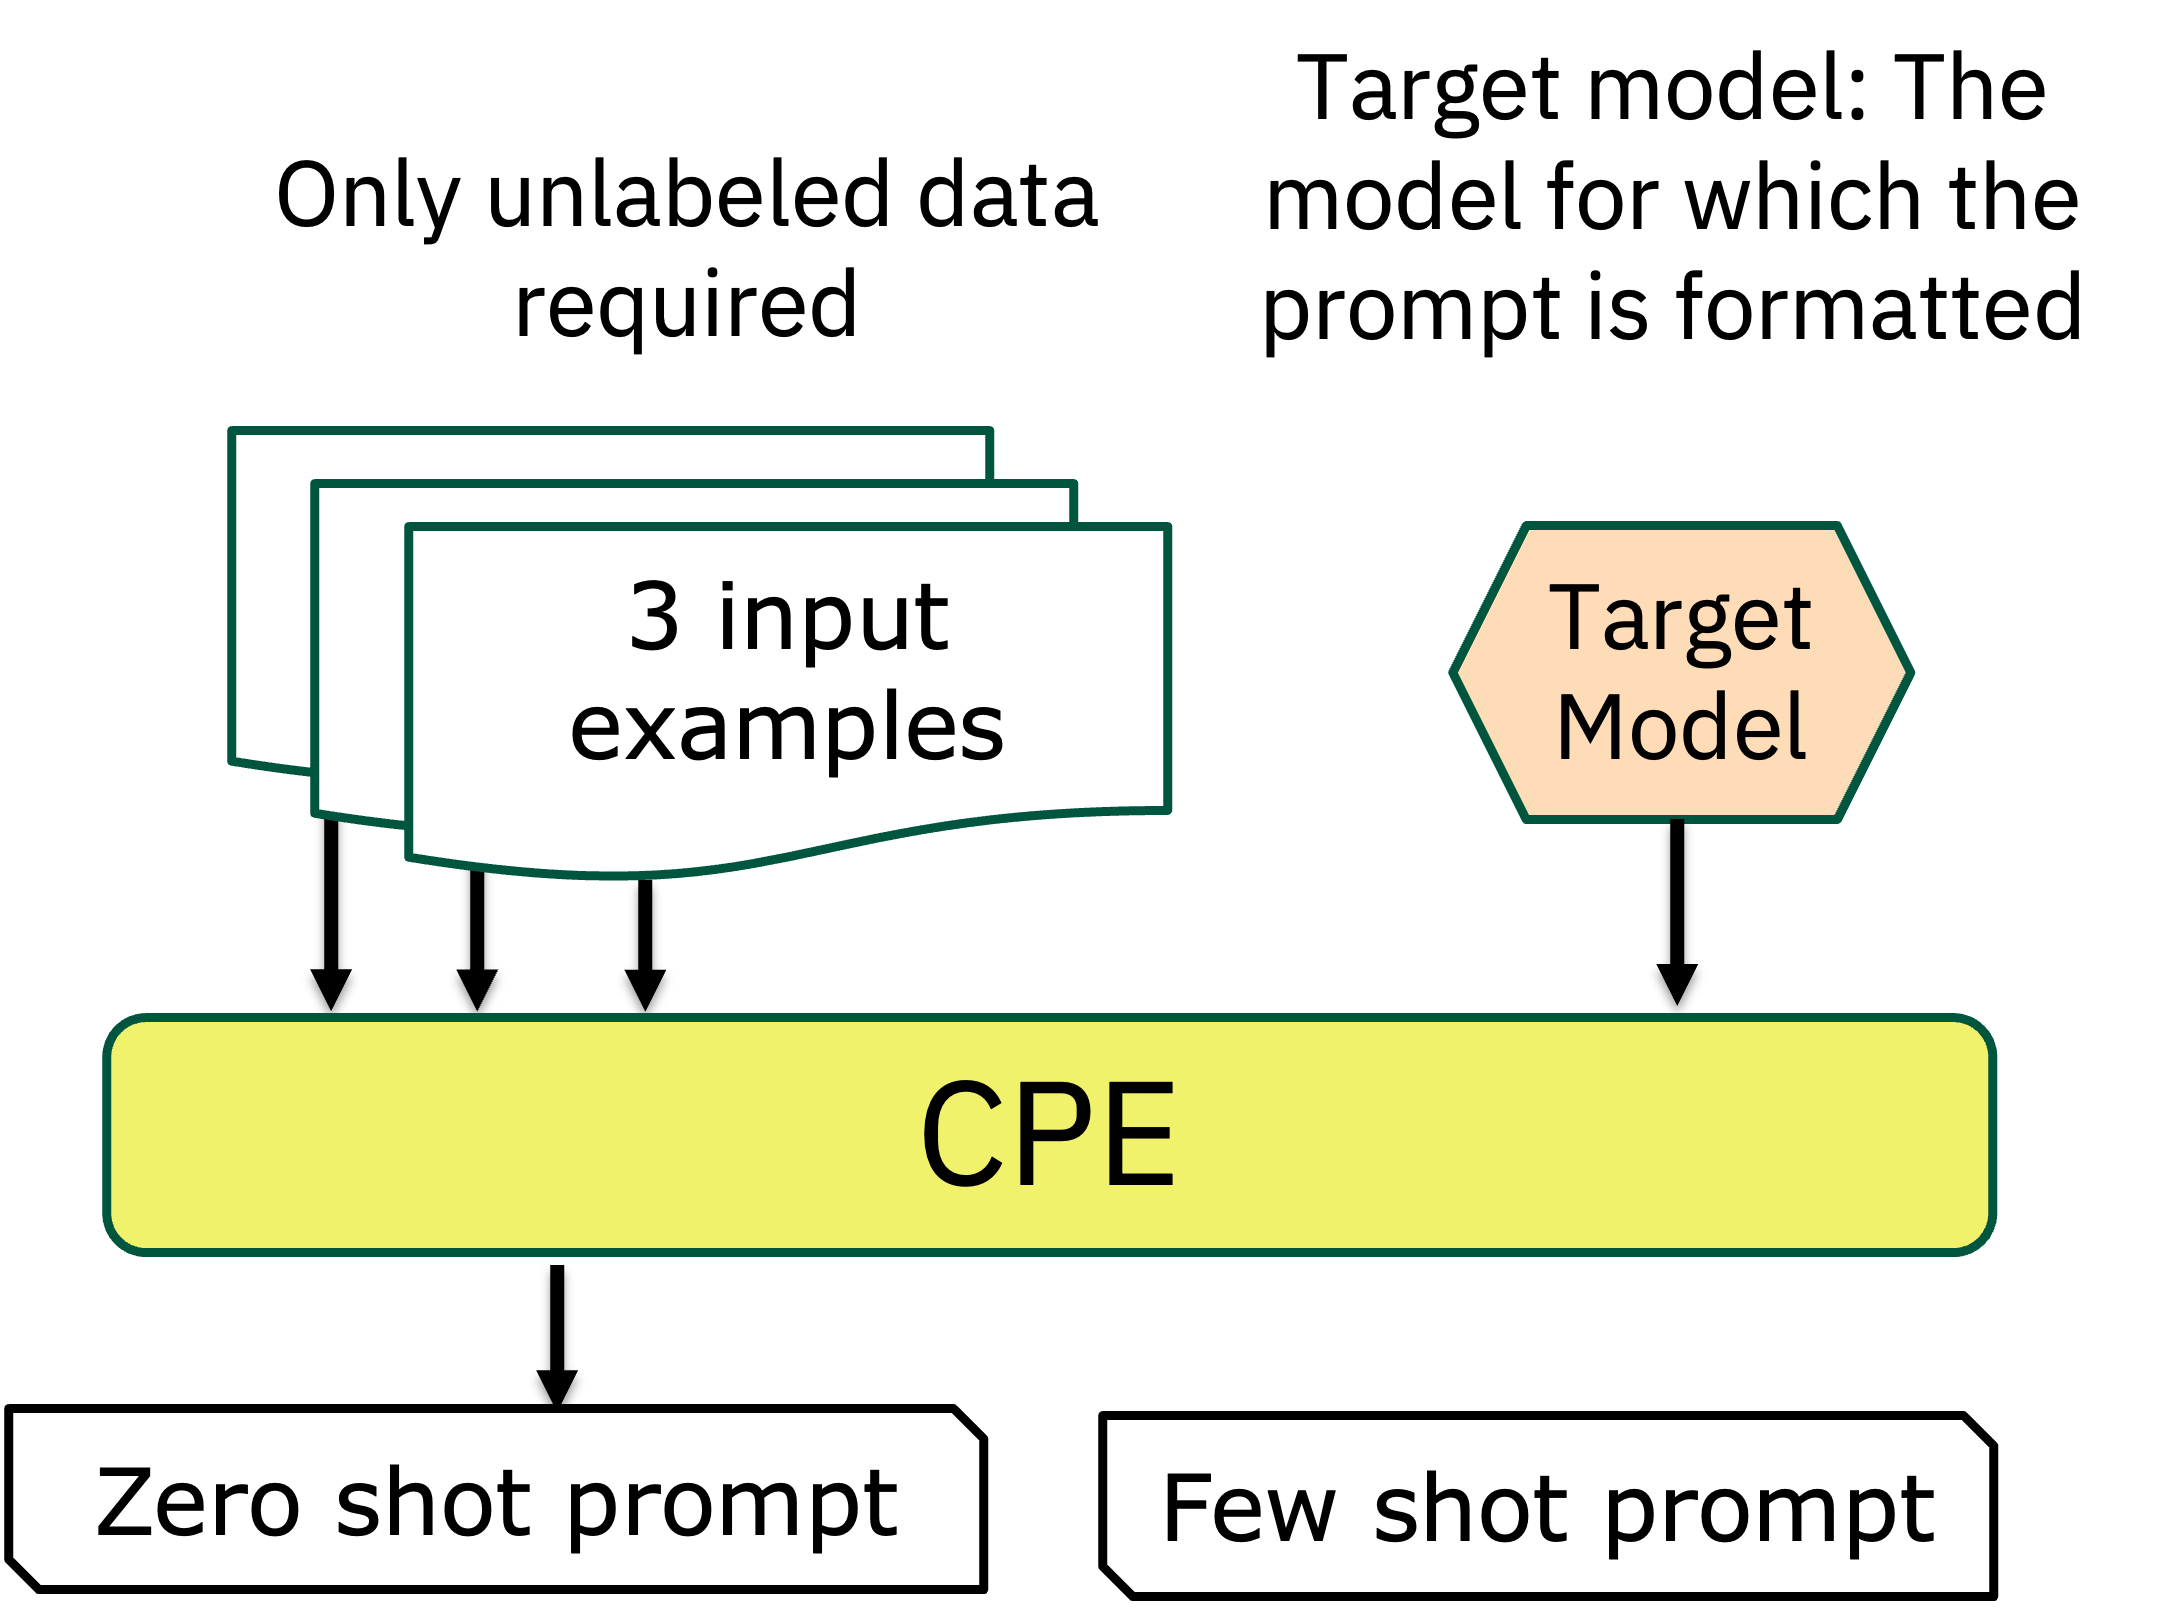 Only unlabeled data
required
Target model: The
model for which the
prompt is formatted
3 input
examples
Target
Model
CPE
Zero shot prompt
Few shot prompt